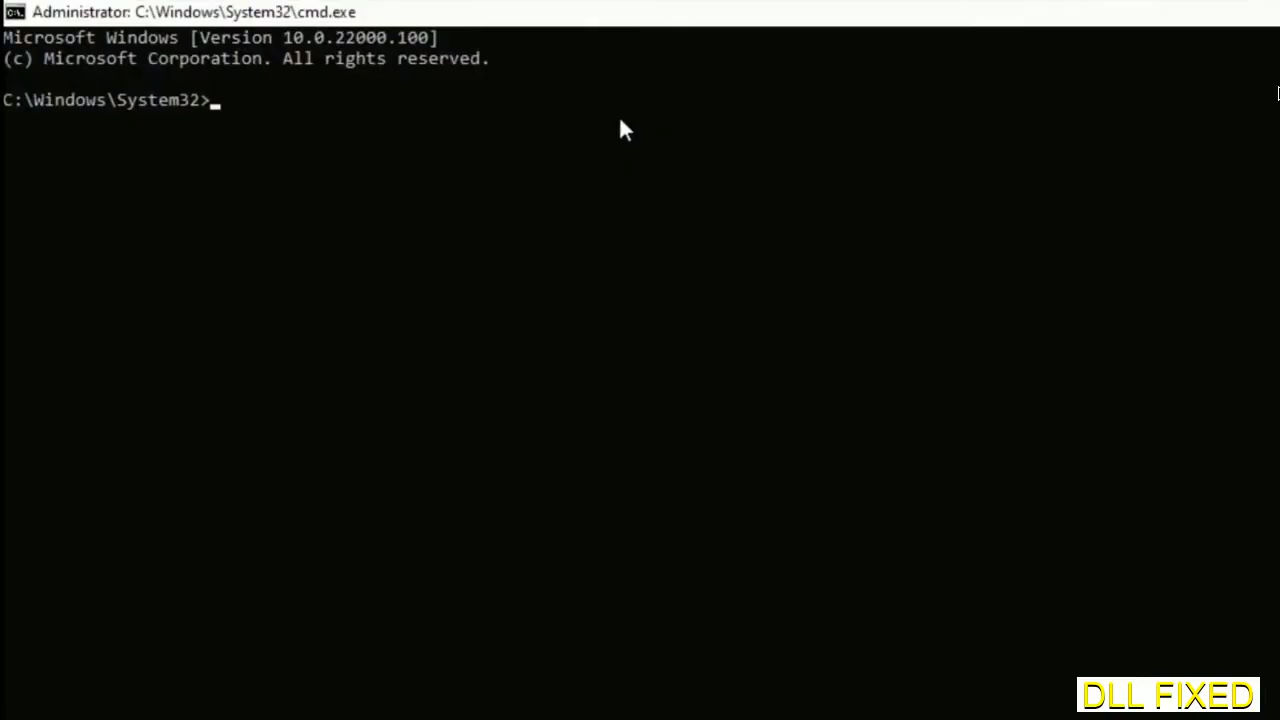 Administrator: C:\Windows\System32\cmd.exe
Microsoft Windows [Version 10.0.22000.100]
(c) Microsoft Corporation. All rights reserved.
C:\Windows\System32>
DLL FIXED